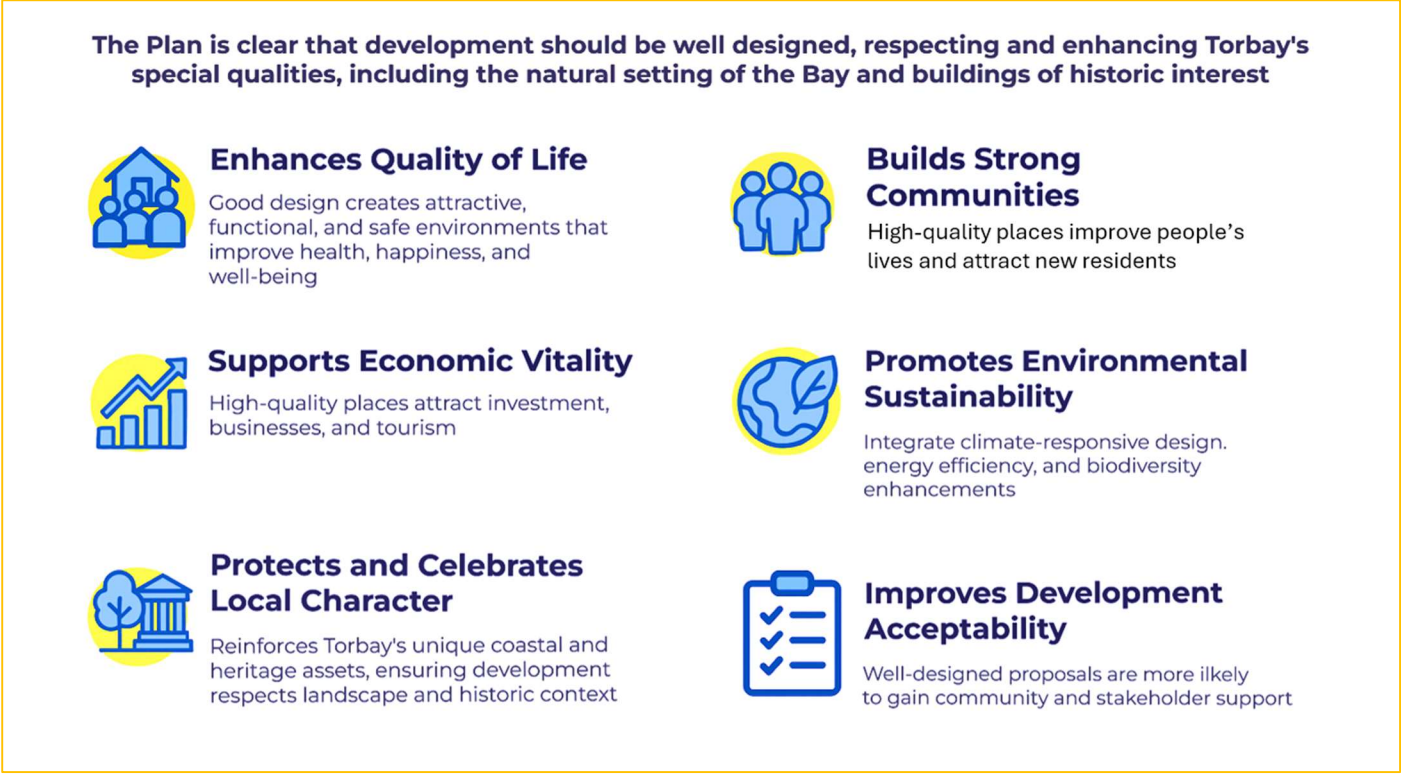 The Plan is clear that development should be well designed, respecting and enhancing Torbay's
special qualities, including the natural setting of the Bay and buildings of historic interest
Enhances Quality of Life
Good design creates attractive,
functional, and safe environments that
improve health, happiness, and
well-being
Builds Strong
Communities
High-quality places improve people’s
lives and attract new residents
Supports Economic Vitality
High-quality places attract investment,
businesses, and tourism
Promotes Environmental
Sustainability
Integrate climate-responsive design.
energy efficiency, and biodiversity
enhancements
Protects and Celebrates
Local Character
Reinforces Torbay's unique coastal and
heritage assets, ensuring development
respects landscape and historic context
Improves Development
Acceptability
Well-designed proposals are more ilkely
to gain community and stakeholder support